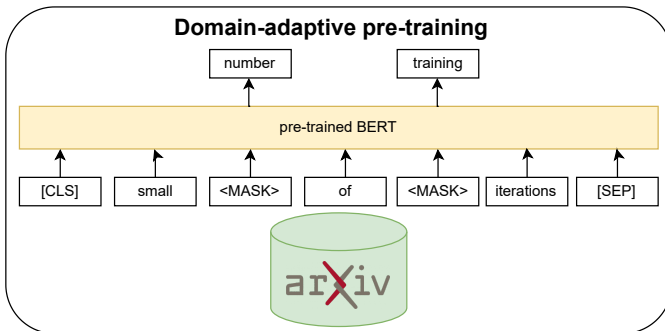 Domain-adaptive pre-training
number training
pre-trained BERT
[CLS] small <MASK> of <MASK> iterations [SEP]
arXiv